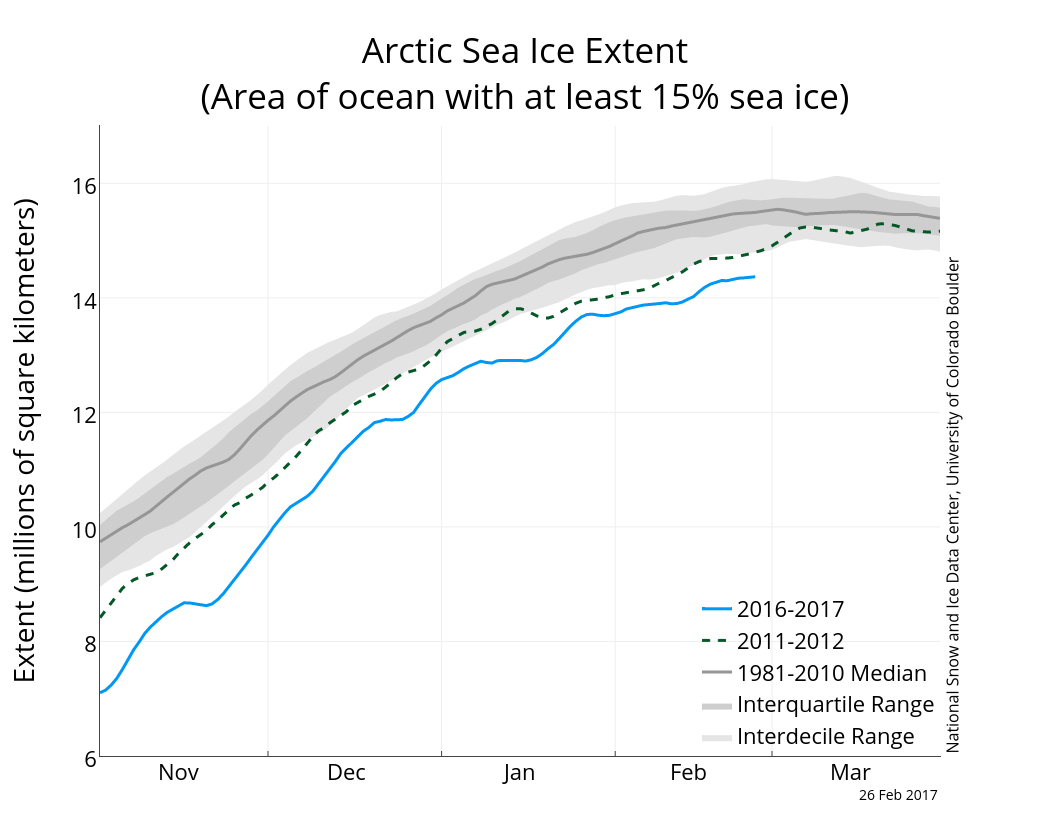 Arctic Sea Ice Extent
(Area of ocean with at least 15% sea ice)
Extent (millions of square kilometers)
16
14
12
10
8
6
Nov
Dec
Jan
Feb
Mar
2016-2017
2011-2012
1981-2010 Median
Interquartile Range
Interdecile Range
National Snow and Ice Data Center, University of Colorado Boulder
26 Feb 2017